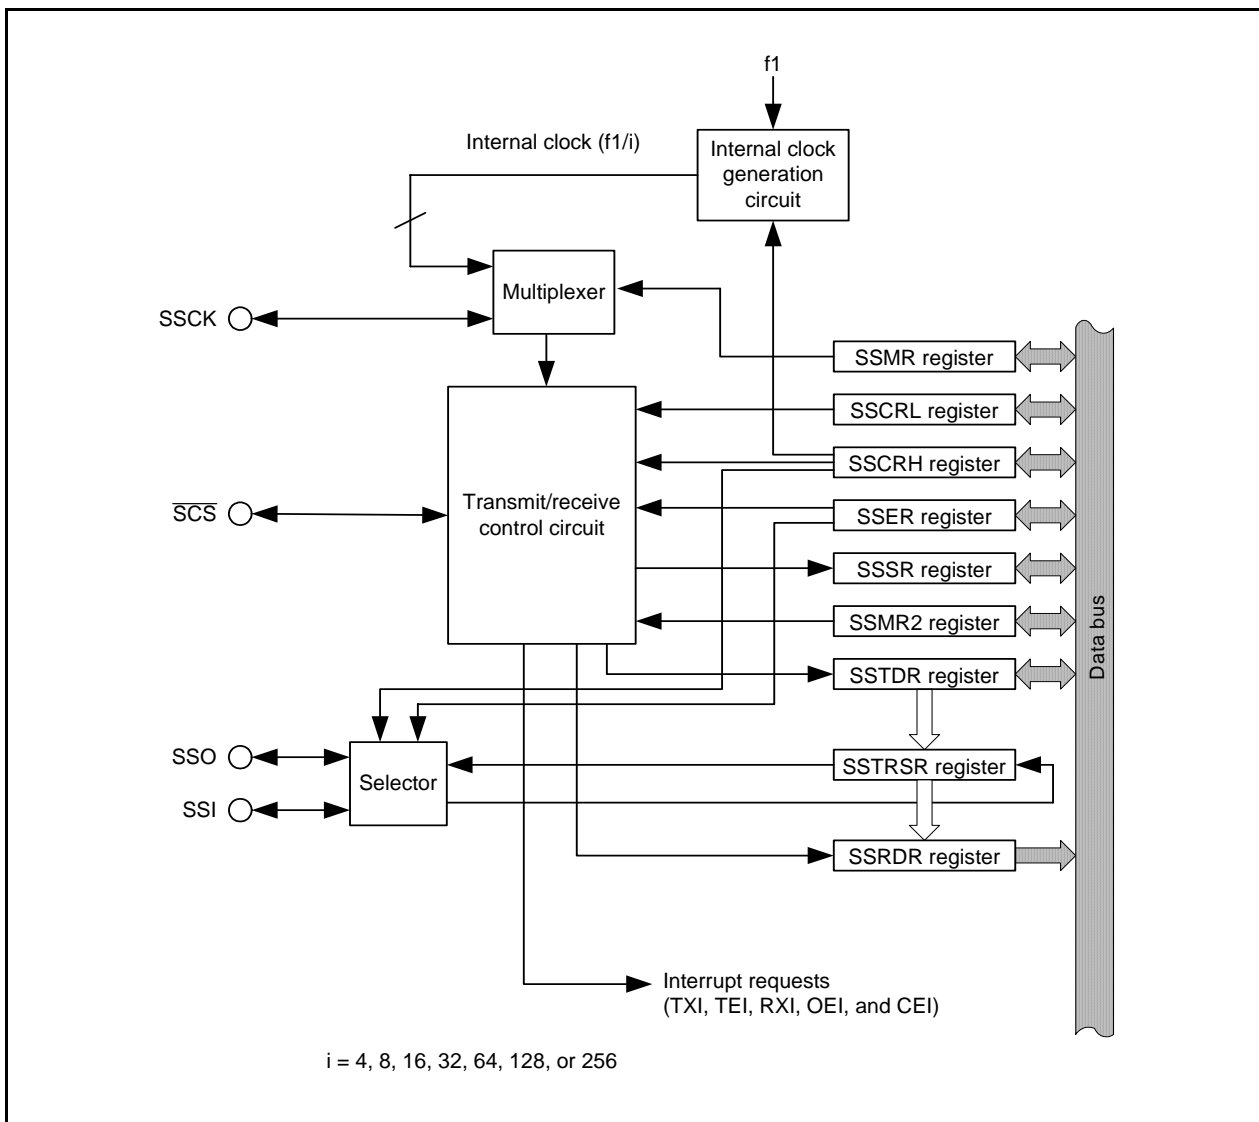 f1
Internal clock (f1/i)
Internal clock
generation
circuit
Multiplexer
SSCK
SSMR register
SSCRL register
SSCRH register
Transmit/receive
control circuit
SCS
SSER register
SSSR register
SSMR2 register
SSTDR register
Data bus
SSO
SSI
Selector
SSTRSR register
SSRDR register
Interrupt requests
(TXI, TEI, RXI, OEI, and CEI)
i = 4, 8, 16, 32, 64, 128, or 256